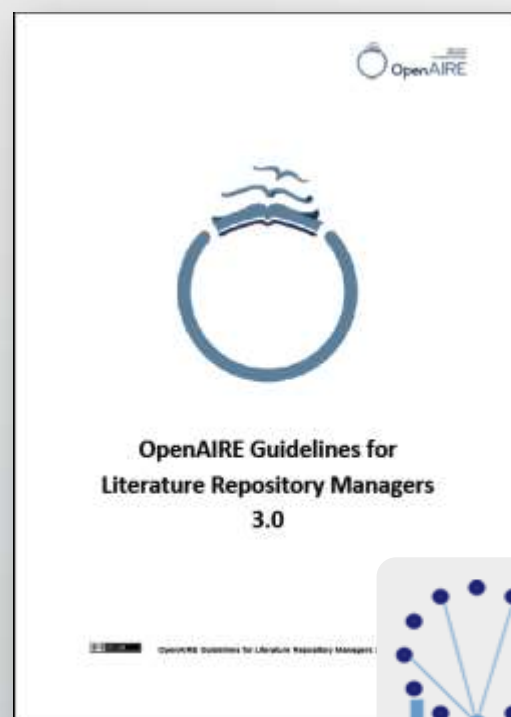 OpenAIRE
OpenAIRE Guidelines for
Literature Repository Managers
3.0
OpenAIRE Guidelines for Literature Repository Managers